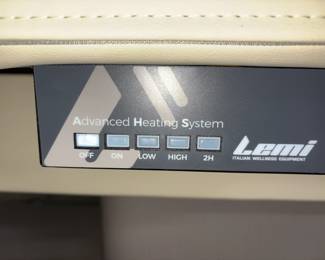 Advanced Heating System
OFF ON LOW HIGH 2H
Lemi
ITALIAN WELLNESS EQUIPMENT